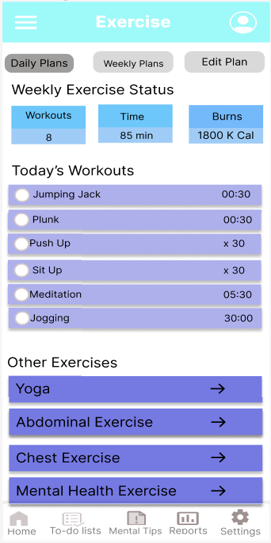 Exercise
Daily Plans Weekly Plans Edit Plan
Weekly Exercise Status
Workouts Time Burns
8 85 min 1800 K Cal
Today's Workouts
Jumping Jack 00:30
Plunk 00:30
Push Up x 30
Sit Up x 30
Meditation 05:30
Jogging 30:00
Other Exercises
Yoga →
Abdominal Exercise →
Chest Exercise →
Mental Health Exercise →
Home To-do lists Mental Tips Reports Settings